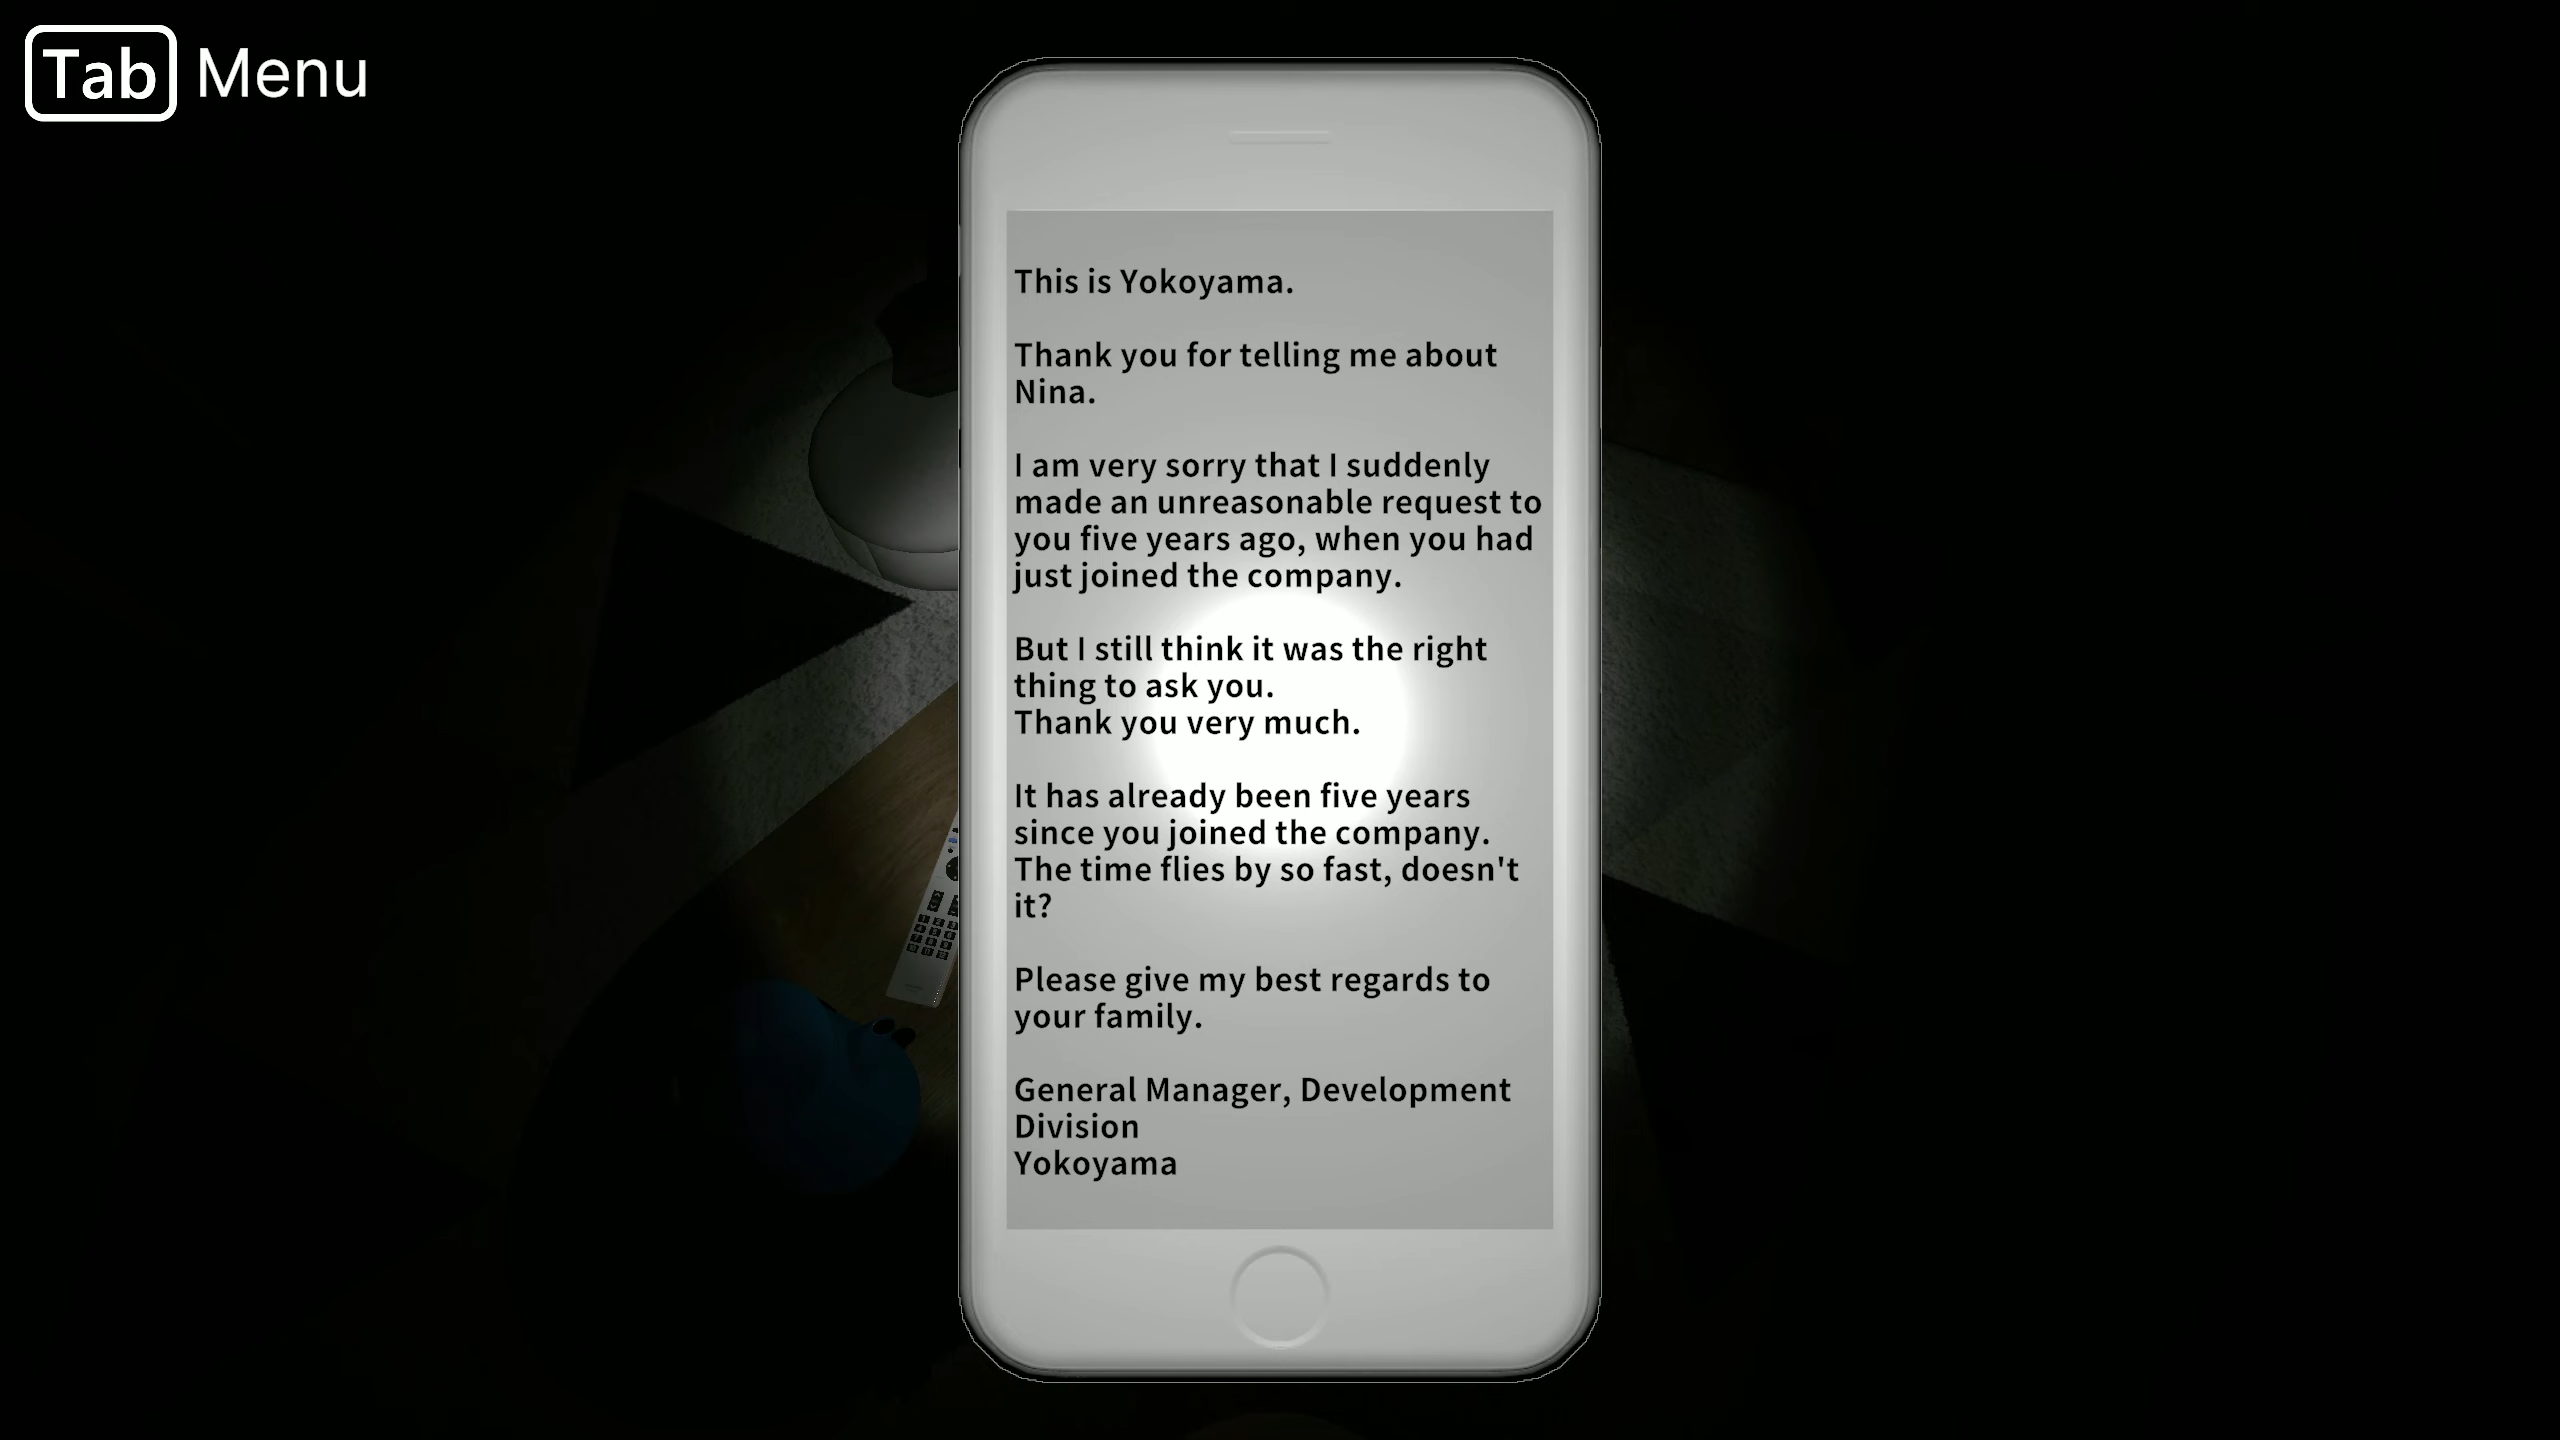 Tab Menu
This is Yokoyama.
Thank you for telling me about
Nina.
I am very sorry that I suddenly
made an unreasonable request to
you five years ago, when you had
just joined the company.
But I still think it was the right
thing to ask you.
Thank you very much.
It has already been five years
since you joined the company.
The time flies by so fast, doesn't
it?
Please give my best regards to
your family.
General Manager, Development
Division
Yokoyama